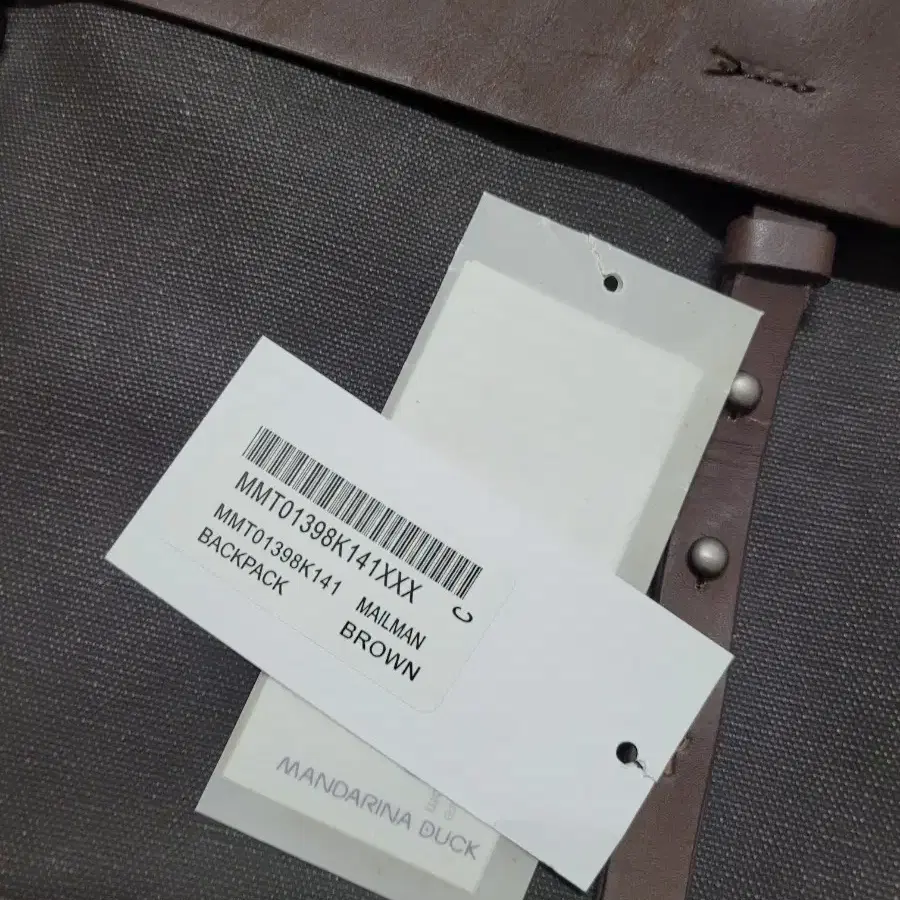 MMT01398K141XXX
C
MMT01398K141 MAILMAN
BACKPACK BROWN
MANDARINA DUCK